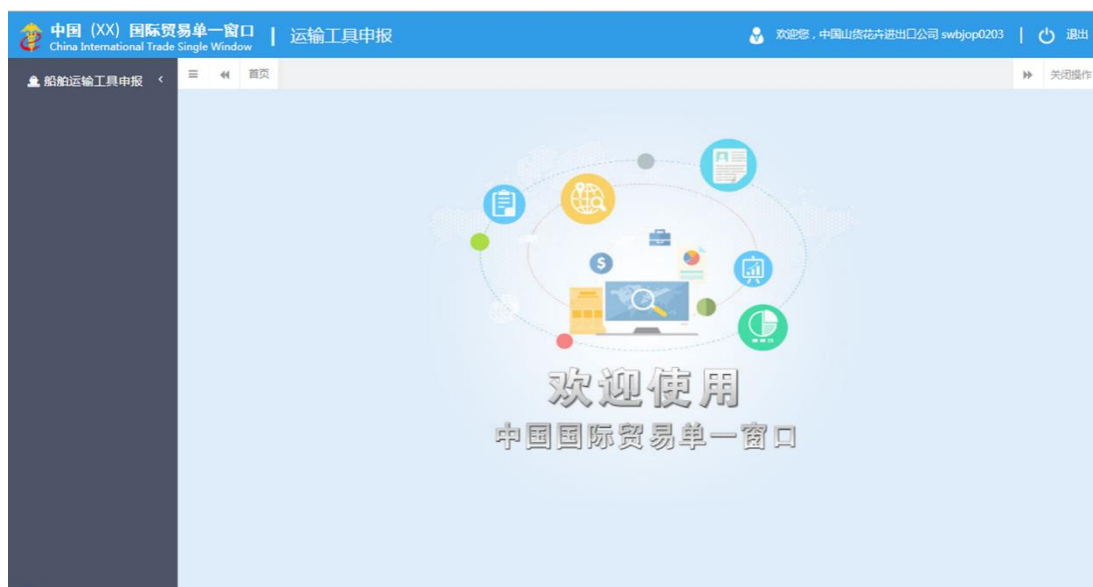 中国 (XX) 国际贸易单一窗口
China International Trade Single Window
运输工具申报
欢迎您，中国山货花卉进出口公司 swbjop0203
退出
船舶运输工具申报
首页
关闭操作
欢迎使用
中国国际贸易单一窗口